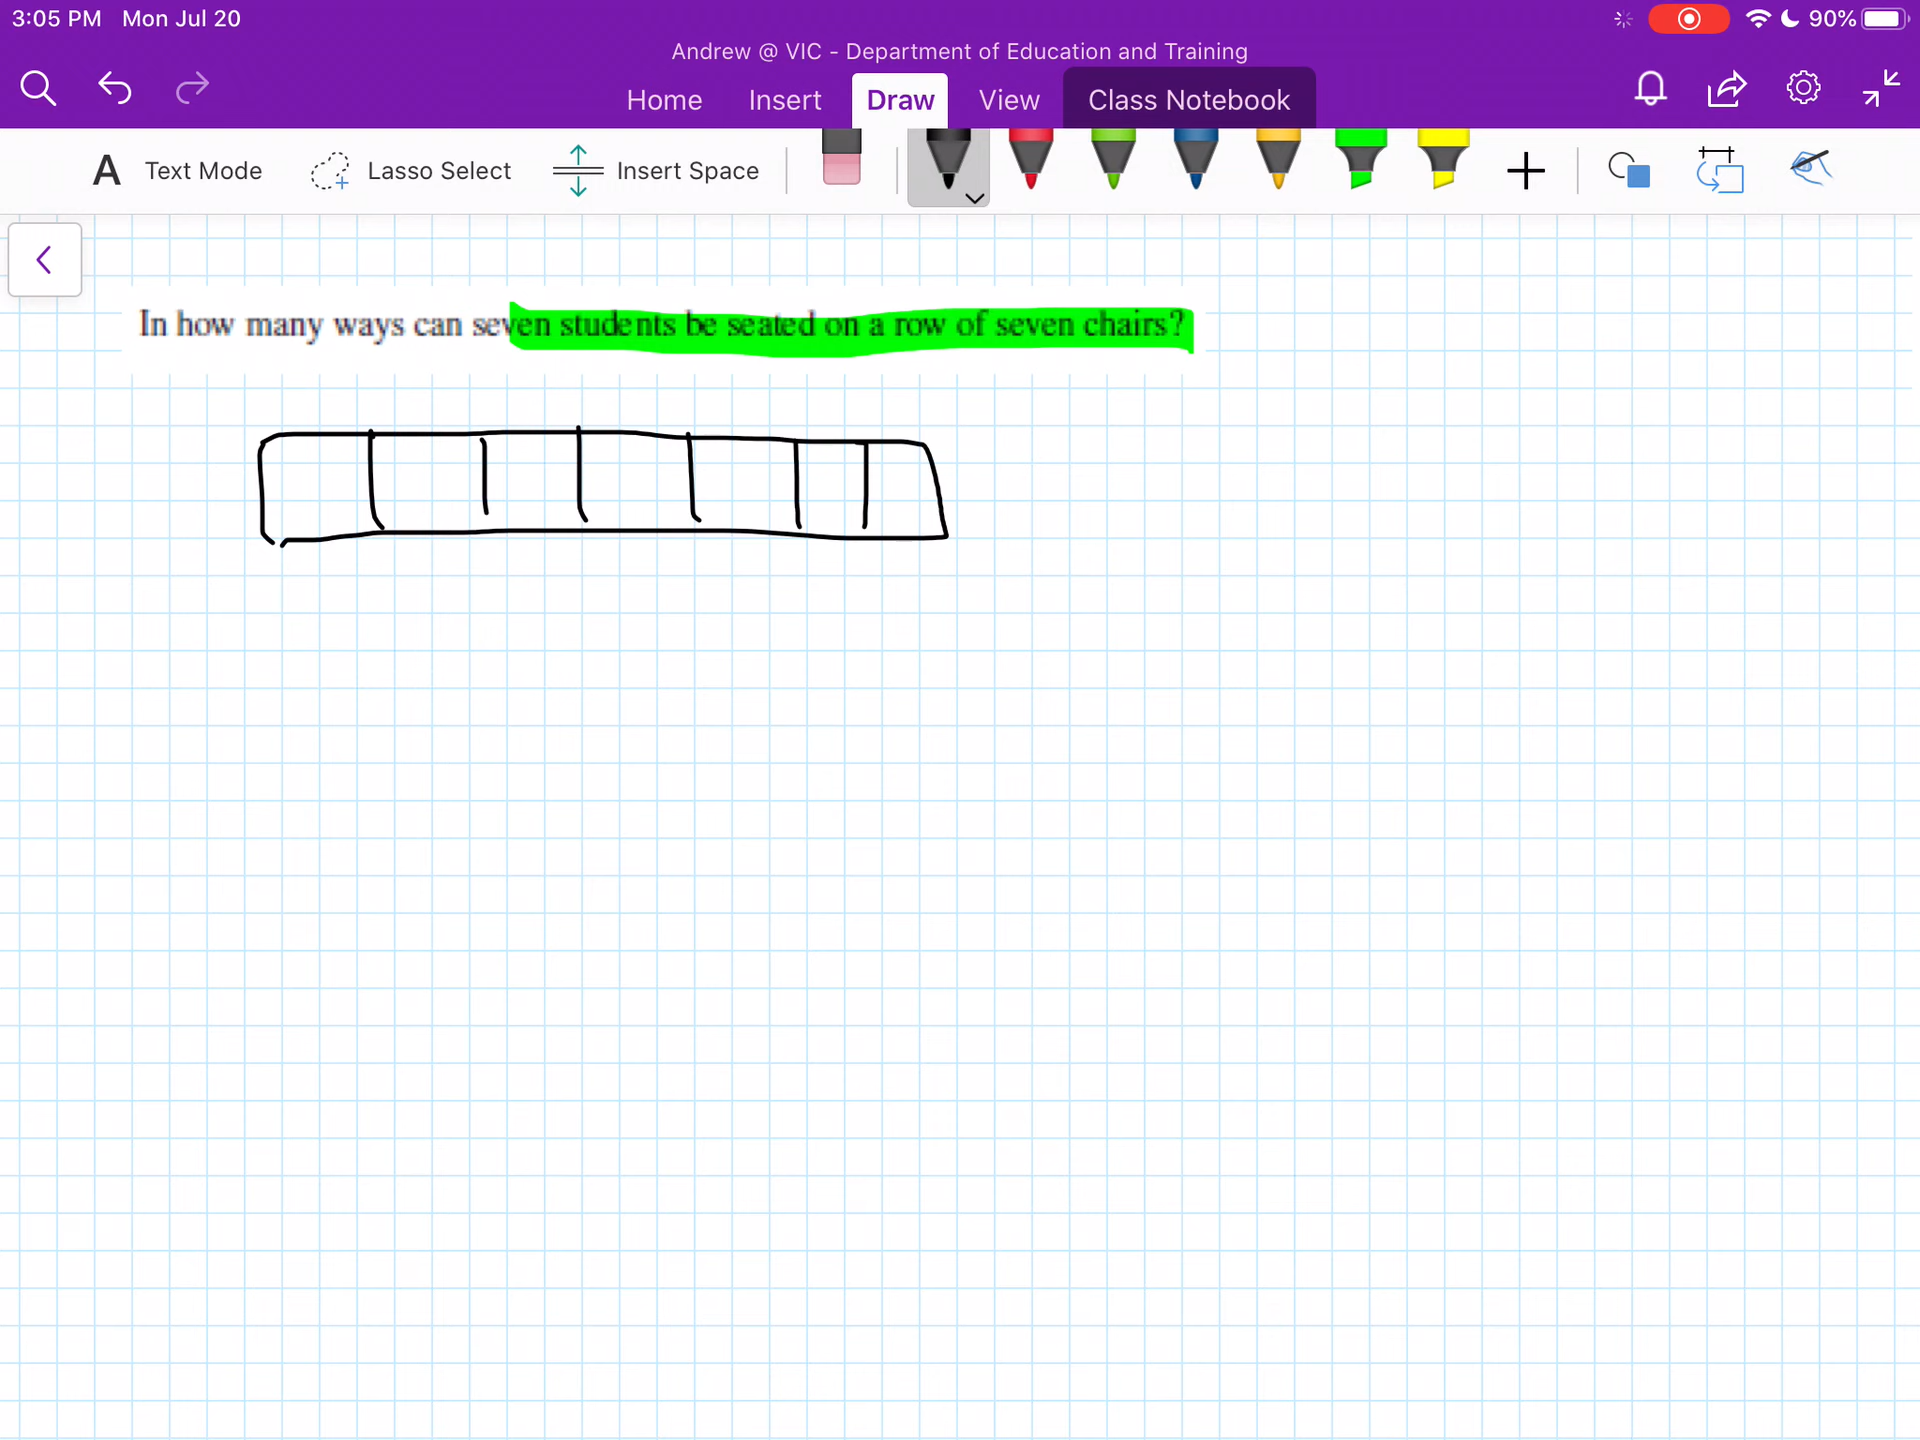 3:05 PM Mon Jul 20
90%
Andrew @ VIC - Department of Education and Training
Home Insert Draw View Class Notebook
A Text Mode Lasso Select Insert Space
In how many ways can seven students be seated on a row of seven chairs?